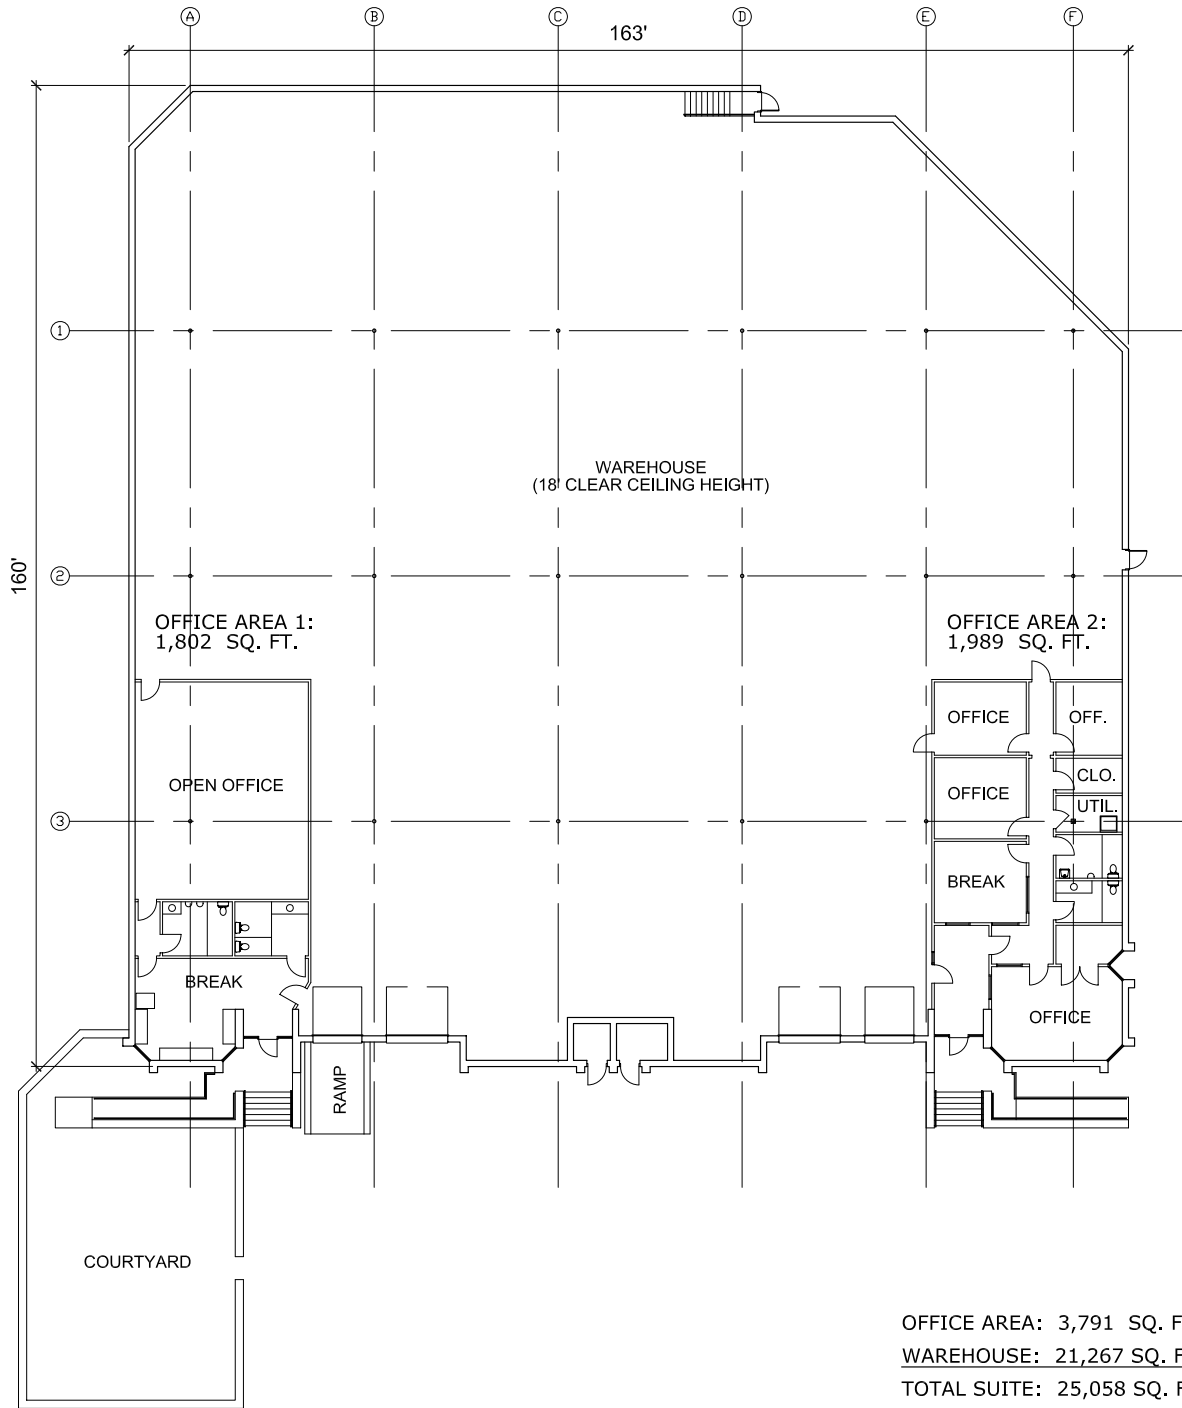 A B C D E F
163'
1
WAREHOUSE
(18' CLEAR CEILING HEIGHT)
160'
2
OFFICE AREA 1:
1,802 SQ. FT.
OFFICE AREA 2:
1,989 SQ. FT.
OFFICE
OFF.
OPEN OFFICE
CLO.
OFFICE
UTIL.
3
BREAK
BREAK
OFFICE
RAMP
COURTYARD
OFFICE AREA: 3,791 SQ. F
WAREHOUSE: 21,267 SQ. F
TOTAL SUITE: 25,058 SQ. F